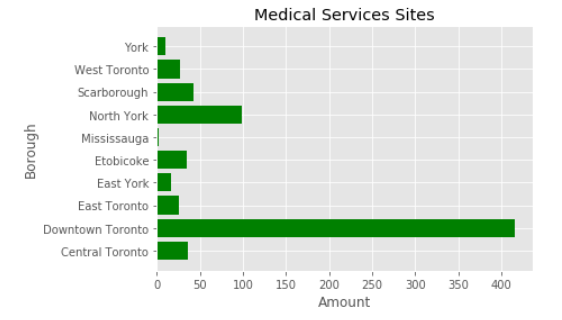 Medical Services Sites
York
West Toronto
Scarborough
North York
Mississauga
Etobicoke
East York
East Toronto
Downtown Toronto
Central Toronto
Borough
0 50 100 150 200 250 300 350 400
Amount